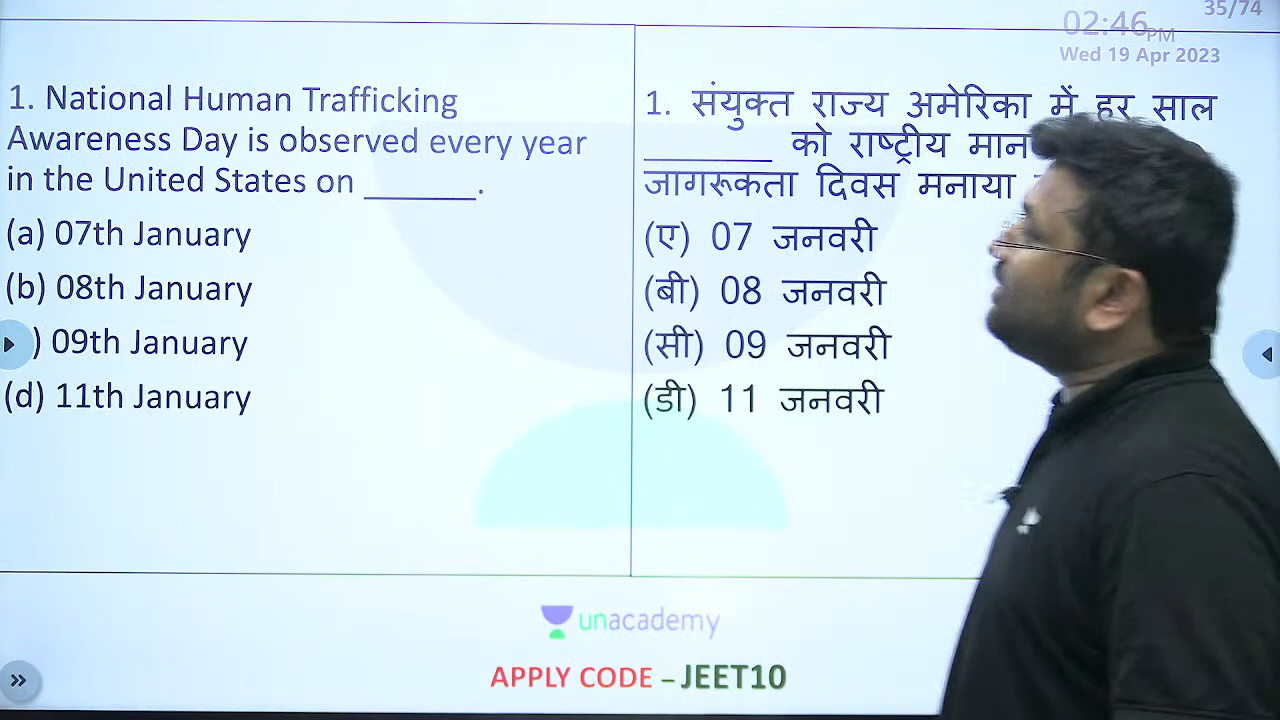 35/74
02:46 PM
Wed 19 Apr 2023
1. National Human Trafficking
Awareness Day is observed every year
in the United States on ______.
(a) 07th January
(b) 08th January
) 09th January
(d) 11th January
1. संयुक्त राज्य अमेरिका में हर साल
_______ को राष्ट्रीय मान
जागरूकता दिवस मनाया
(ए) 07 जनवरी
(बी) 08 जनवरी
(सी) 09 जनवरी
(डी) 11 जनवरी
unacademy
APPLY CODE – JEET10